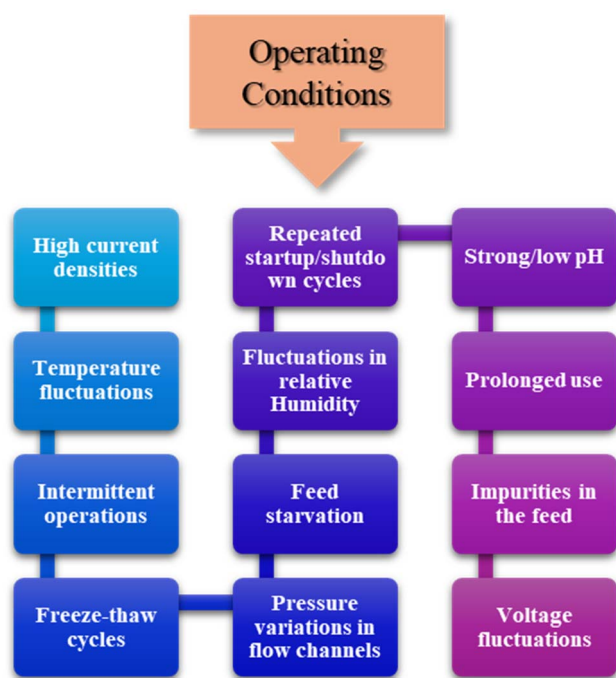 Operating
Conditions
High current
densities
Temperature
fluctuations
Intermittent
operations
Freeze-thaw
cycles
Pressure
variations in
flow channels
Feed
starvation
Fluctuations in
relative
Humidity
Repeated
startup/shutdo
wn cycles
Strong/low pH
Prolonged use
Impurities in
the feed
Voltage
fluctuations